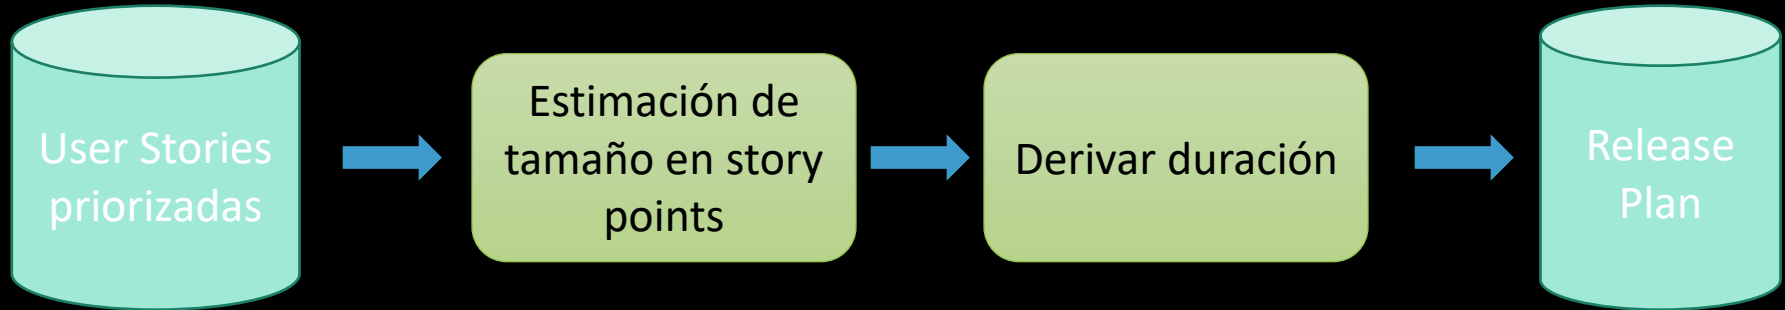 User Stories
priorizadas
Estimación de
tamaño en story
points
Derivar duración
Release
Plan